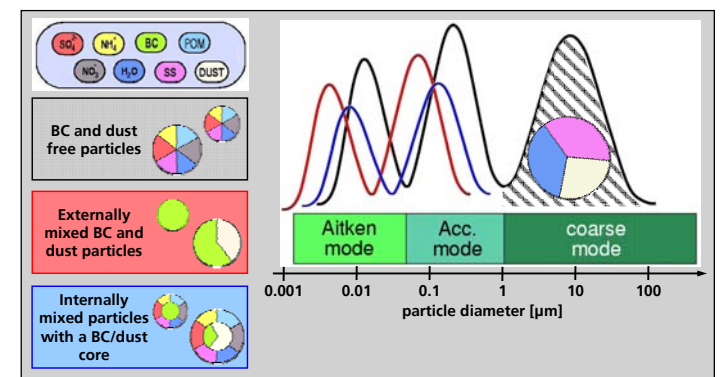 SO₄²⁻ NH₄⁺ BC POM
NO₃⁻ H₂O SS DUST
BC and dust
free particles
Externally
mixed BC and
dust particles
Internally
mixed particles
with a BC/dust
core
Aitken
mode
Acc.
mode
coarse
mode
0.001 0.01 0.1 1 10 100
particle diameter [µm]